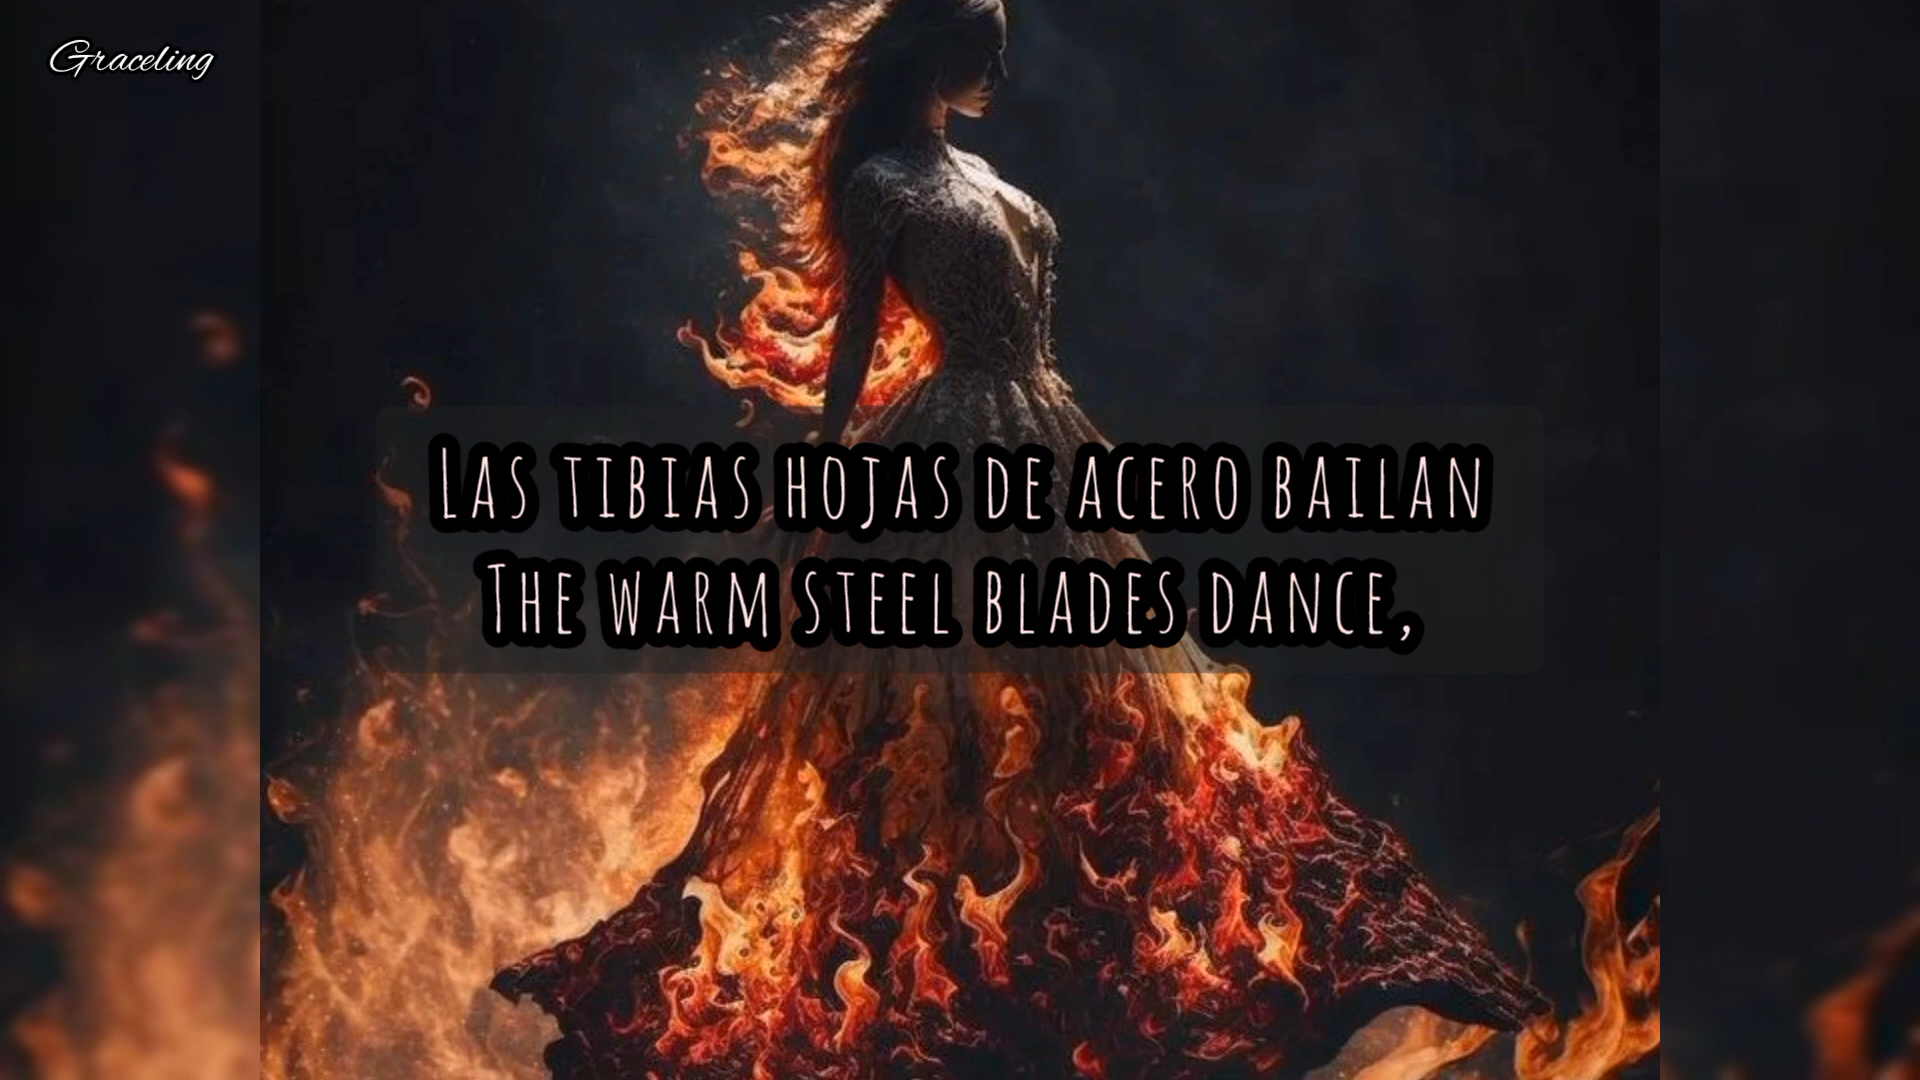 Graceling
Las tibias hojas de acero bailan
The warm steel blades dance,